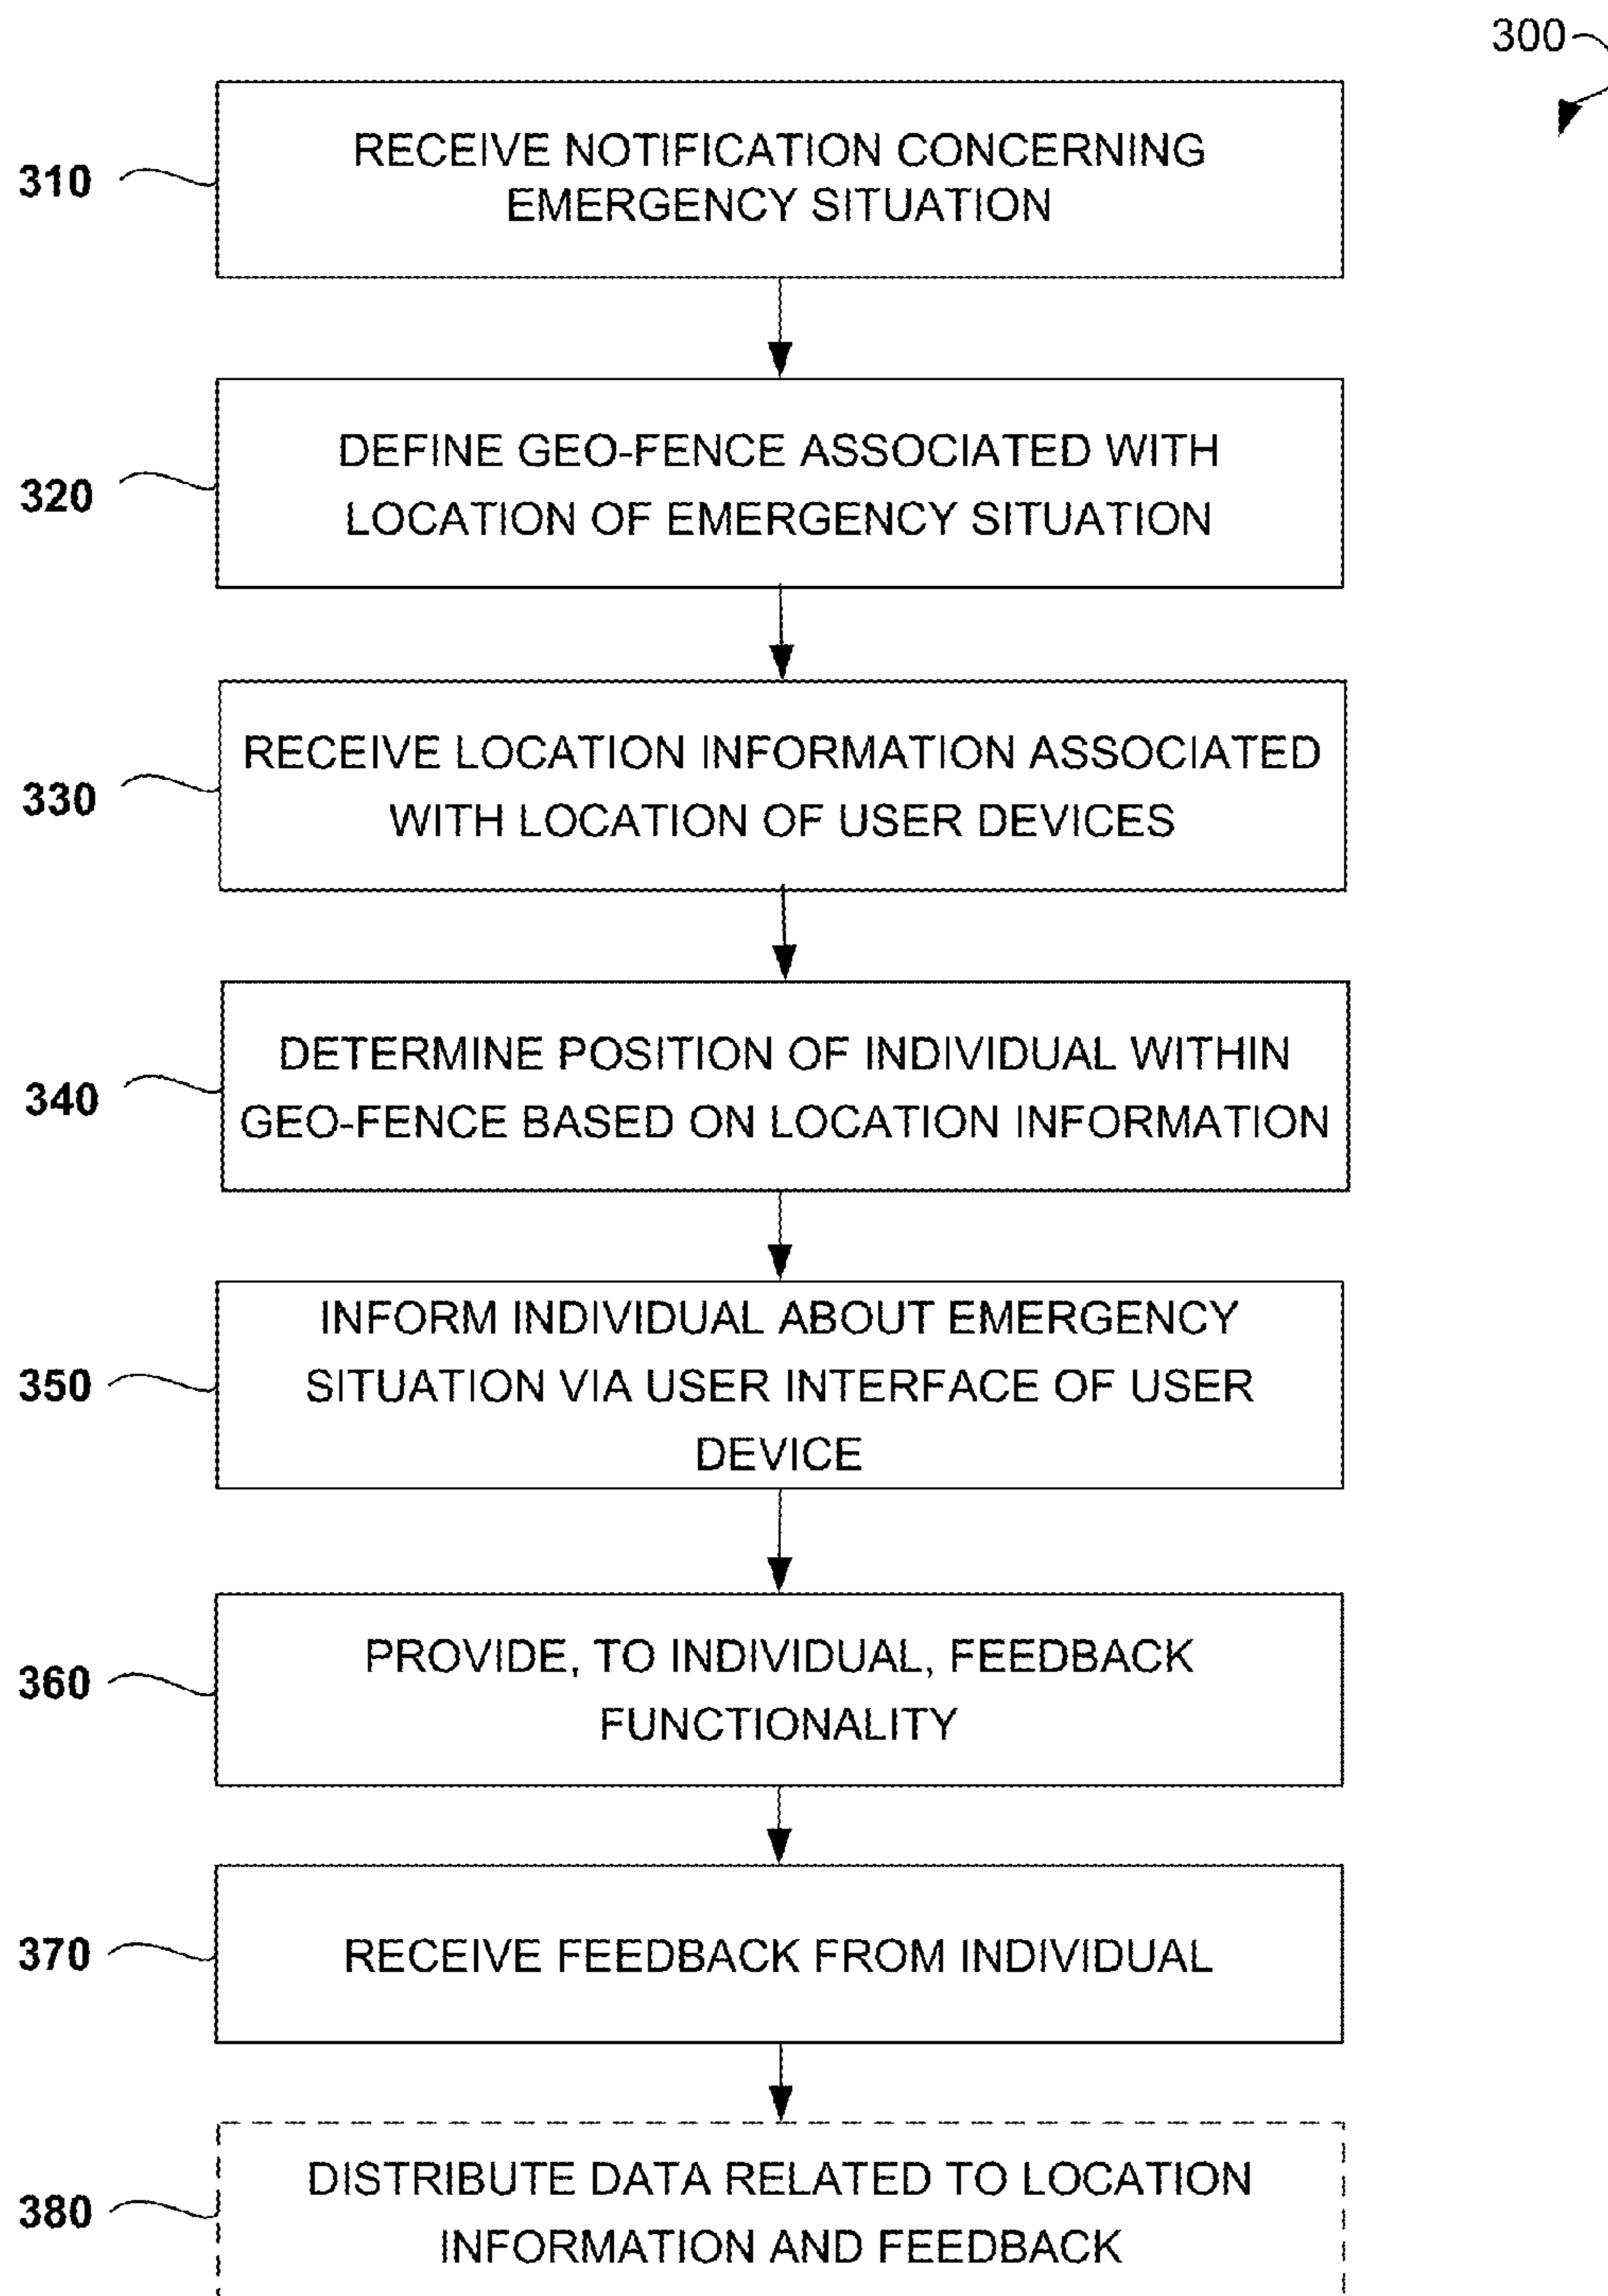 300
310
RECEIVE NOTIFICATION CONCERNING
EMERGENCY SITUATION
320
DEFINE GEO-FENCE ASSOCIATED WITH
LOCATION OF EMERGENCY SITUATION
330
RECEIVE LOCATION INFORMATION ASSOCIATED
WITH LOCATION OF USER DEVICES
340
DETERMINE POSITION OF INDIVIDUAL WITHIN
GEO-FENCE BASED ON LOCATION INFORMATION
350
INFORM INDIVIDUAL ABOUT EMERGENCY
SITUATION VIA USER INTERFACE OF USER
DEVICE
360
PROVIDE, TO INDIVIDUAL, FEEDBACK
FUNCTIONALITY
370
RECEIVE FEEDBACK FROM INDIVIDUAL
380
DISTRIBUTE DATA RELATED TO LOCATION
INFORMATION AND FEEDBACK